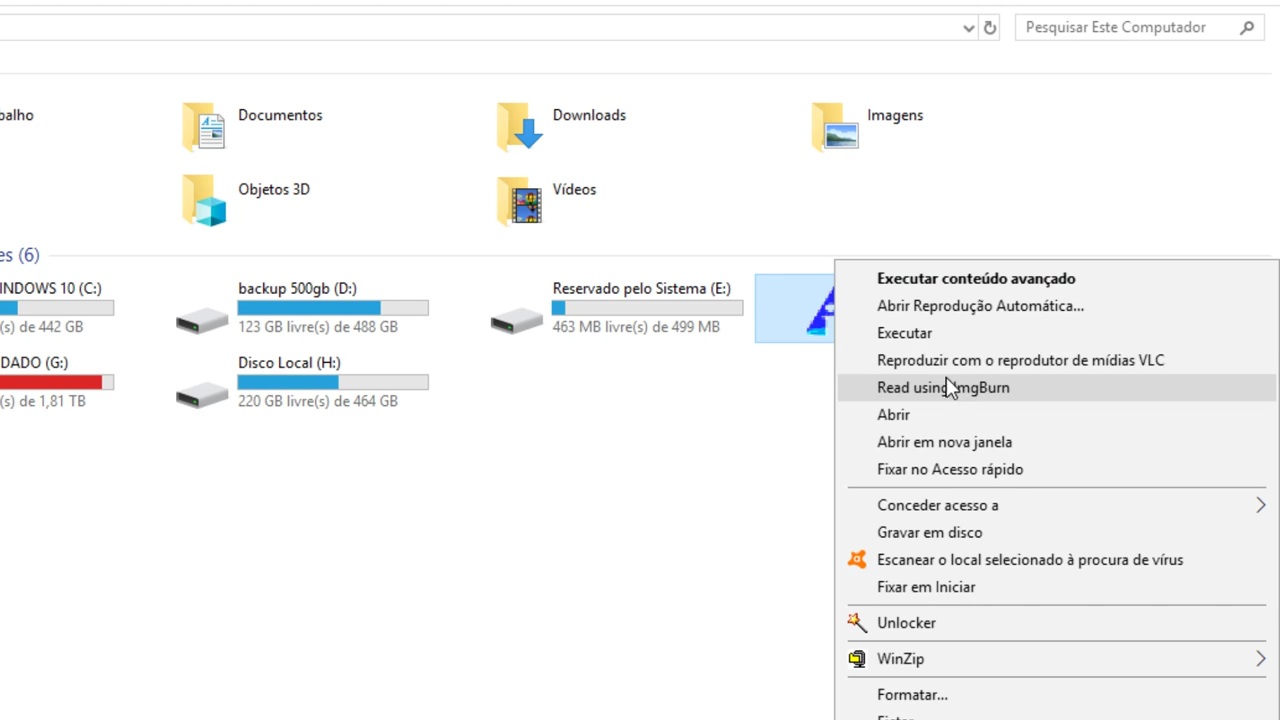 Pesquisar Este Computador
balho
Documentos
Downloads
Imagens
Objetos 3D
Vídeos
es (6)
INDOWS 10 (C:)
(s) de 442 GB
backup 500gb (D:)
123 GB livre(s) de 488 GB
Reservado pelo Sistema (E:)
463 MB livre(s) de 499 MB
DADO (G:)
(s) de 1,81 TB
Disco Local (H:)
220 GB livre(s) de 464 GB
Executar conteúdo avançado
Abrir Reprodução Automática...
Executar
Reproduzir com o reprodutor de mídias VLC
Read using ImgBurn
Abrir
Abrir em nova janela
Fixar no Acesso rápido
Conceder acesso a
Gravar em disco
Escanear o local selecionado à procura de vírus
Fixar em Iniciar
Unlocker
WinZip
Formatar...